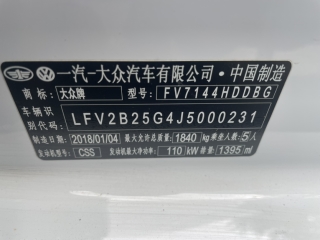 一汽-大众汽车有限公司·中国制造
商标: 大众牌 型号: FV7144HDDBG
车辆识别代码: LFV2B25G4J5000231
制造日期: 2018/01/04 最大允许总质量: 1840 kg 乘坐人数: 5人
发动机型号: CSS 发动机最大净功率: 110 kW 排量: 1395 ml